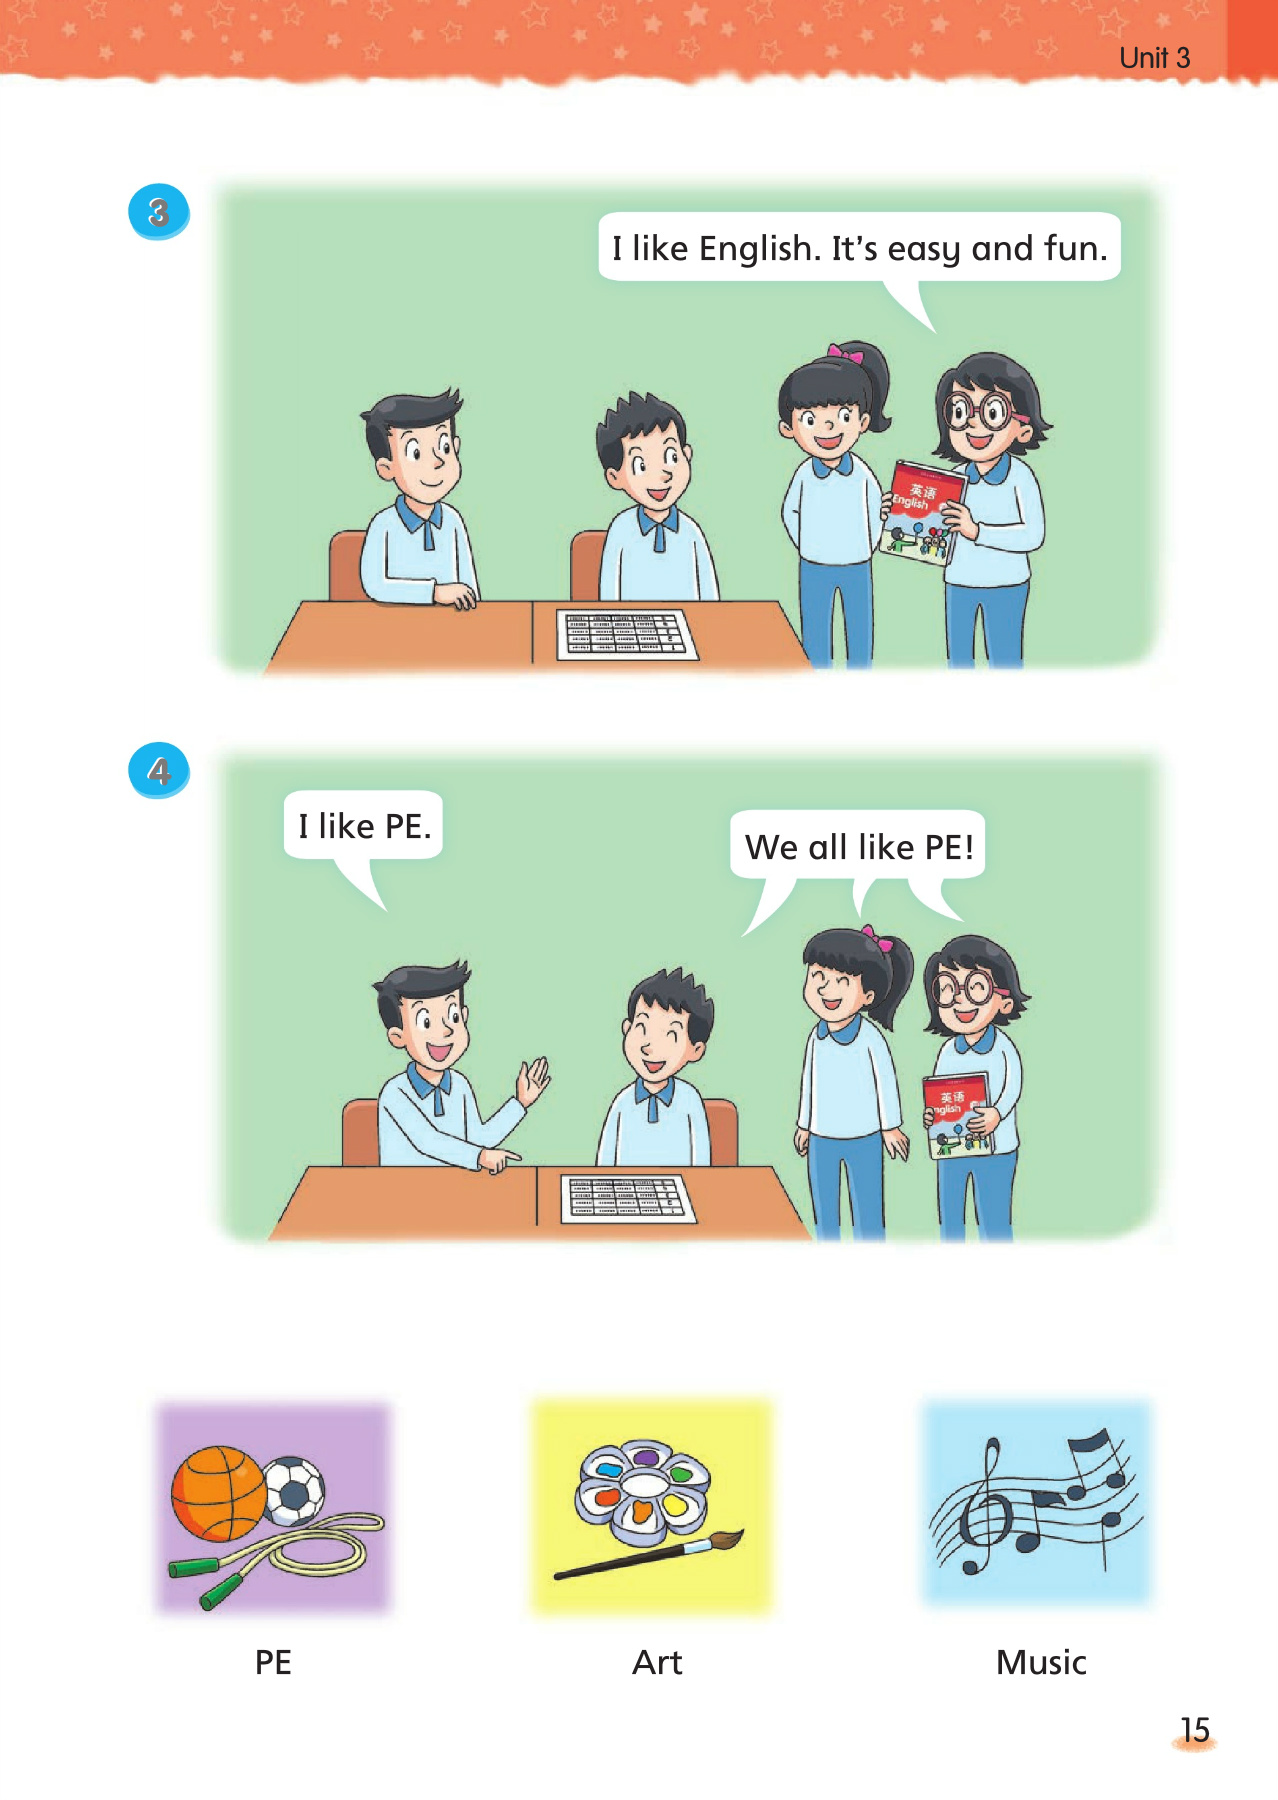 Unit 3
3
I like English. It's easy and fun.
英语
English
4
I like PE.
We all like PE!
英语
nglish
PE
Art
Music
15